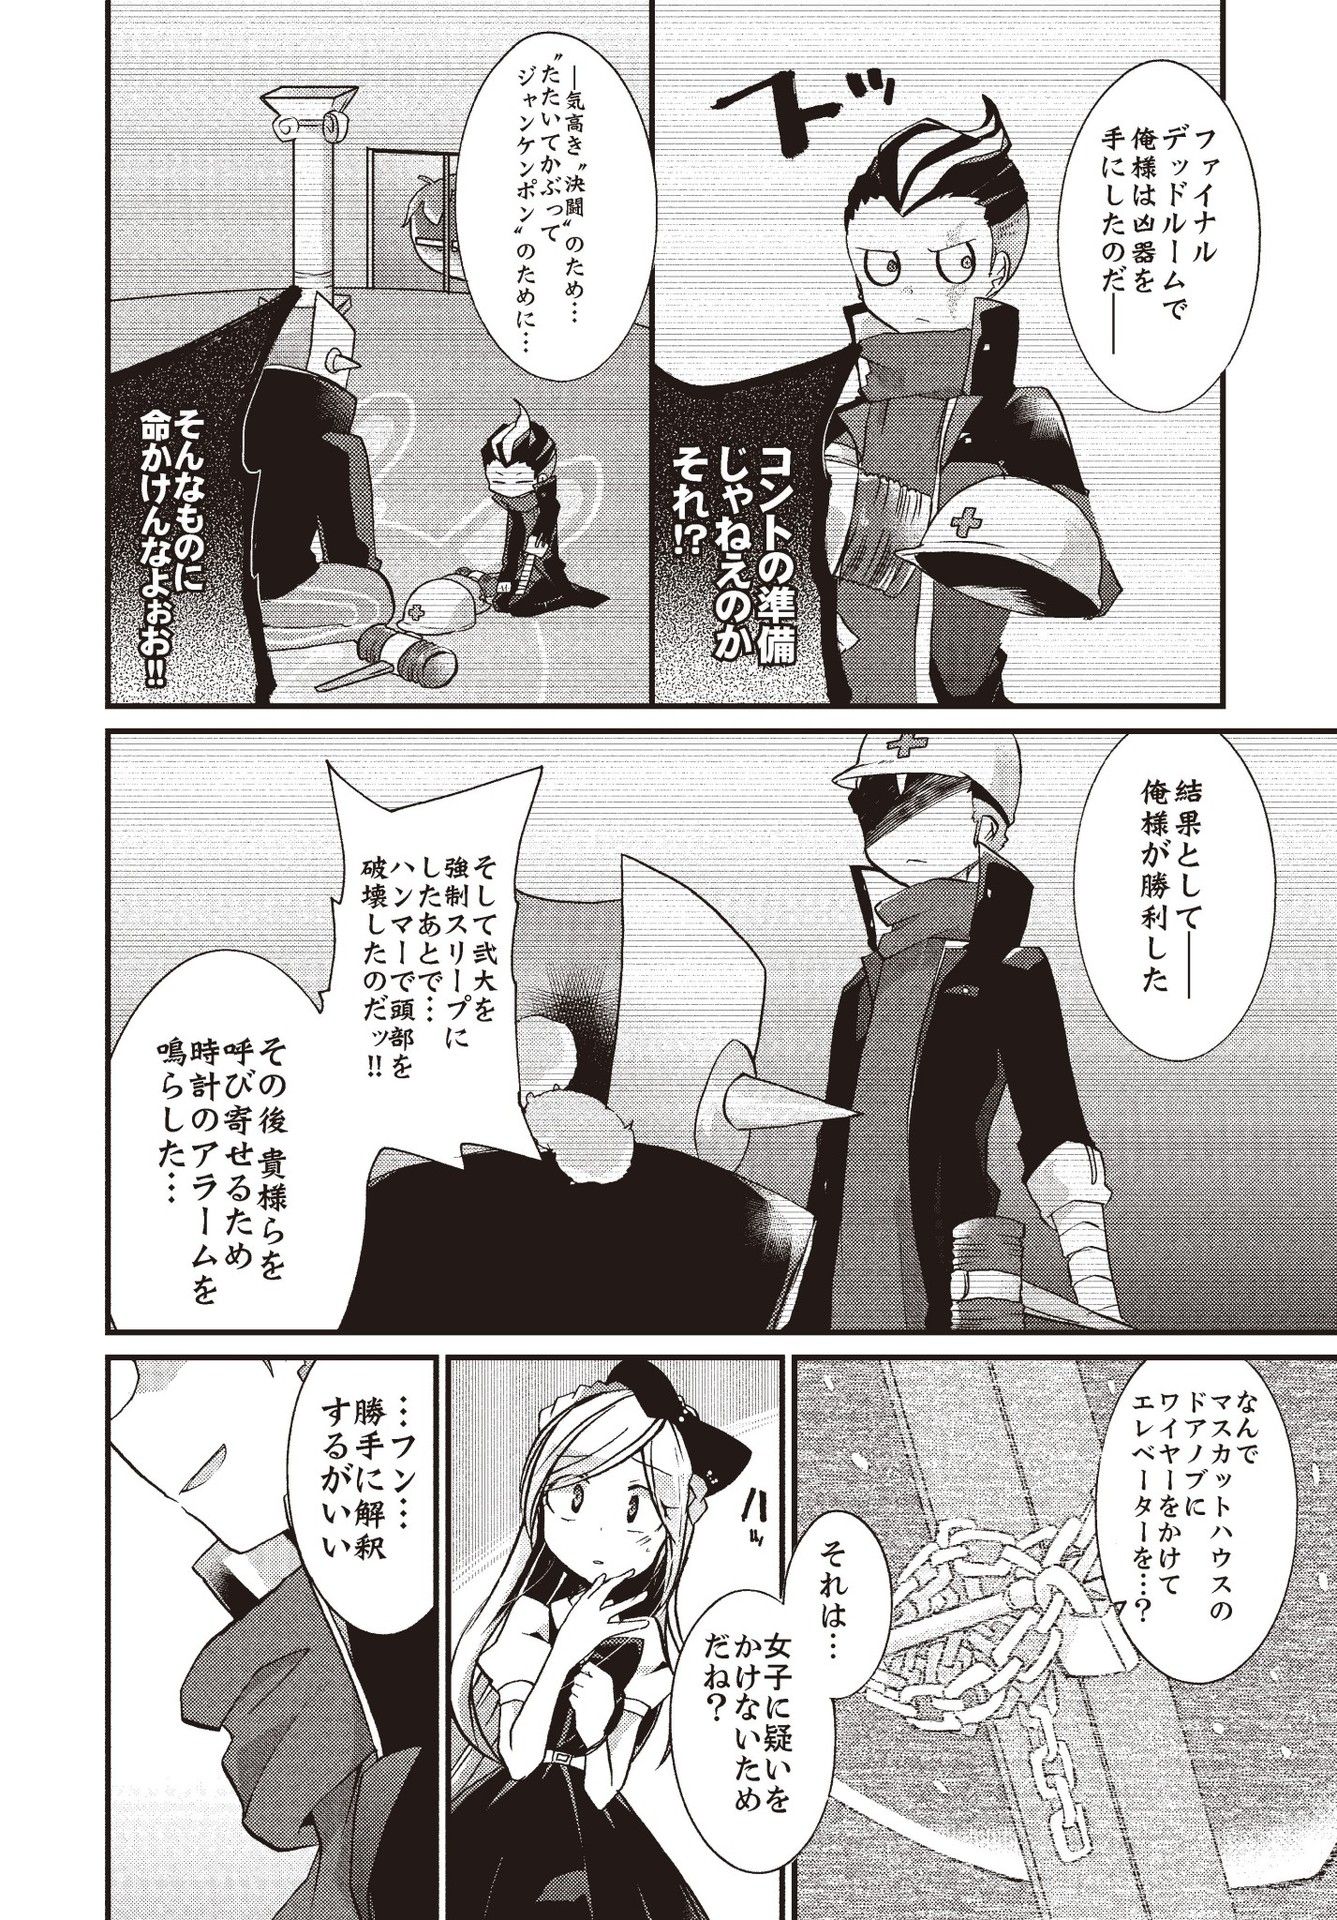 ファイナル
デッドルームで
俺様は凶器を
手にしたのだ――
ズッ
コントの準備
じゃねえのか
それ!?
―気高き〝決闘〟のため…
〝たたいてかぶって
ジャンケンポン〟のために…
そんなものに
命かけんなよぉお!!
結果として――
俺様が勝利した
そして弐大を
強制スリープに
したあとで…
ハンマーで頭部を
破壊したのだッ!!
その後 貴様らを
呼び寄せるため
時計のアラームを
鳴らした…
なんで
マスカットハウスの
ドアノブに
ワイヤーをかけて
エレベーターを…?
それは…
女子に疑いを
かけないため
だね?
…フン…
勝手に解釈
するがいい